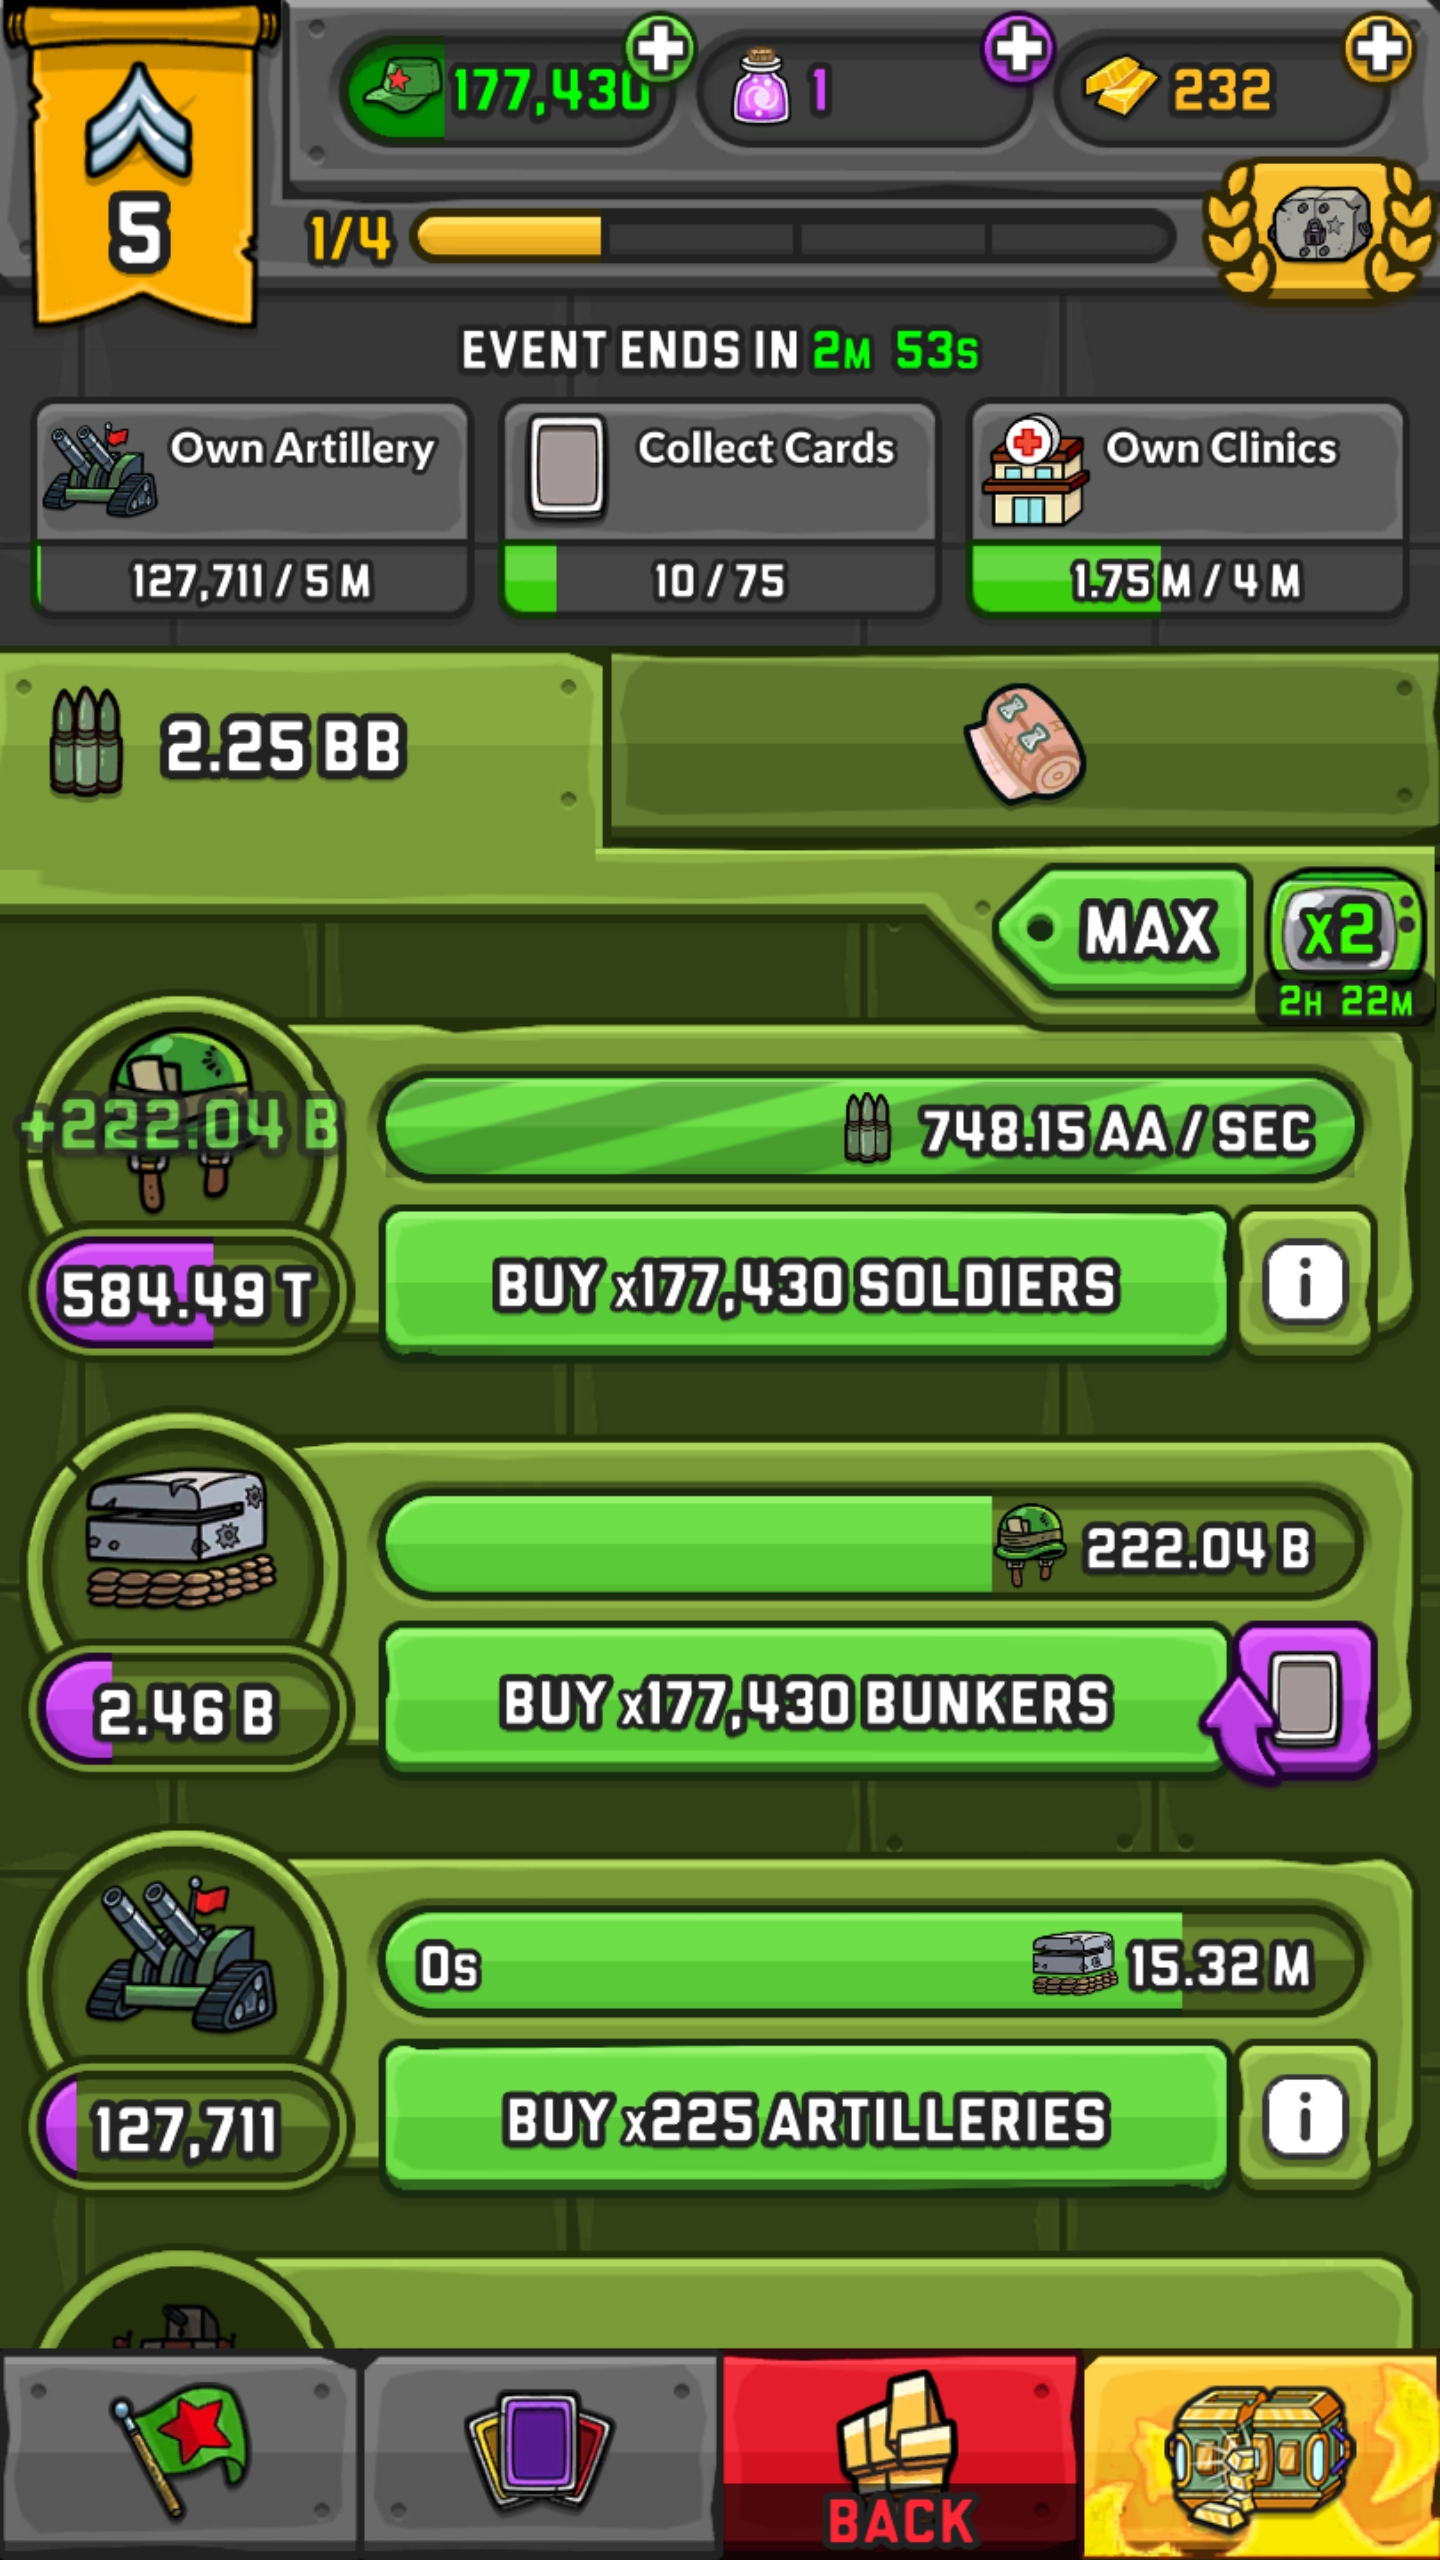 177,430
1
232
5
1/4
EVENT ENDS IN 2M 53S
Own Artillery
Collect Cards
Own Clinics
127,711 / 5 M
10 / 75
1.75 M / 4 M
2.25 BB
MAX
x2
2H 22M
+222.04 B
748.15 AA / SEC
584.49 T
BUY x177,430 SOLDIERS
i
222.04 B
2.46 B
BUY x177,430 BUNKERS
0s
15.32 M
127,711
BUY x225 ARTILLERIES
i
BACK